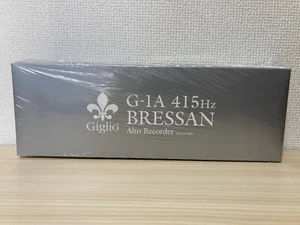 Giglio
G-1A 415Hz
BRESSAN
Alto Recorder